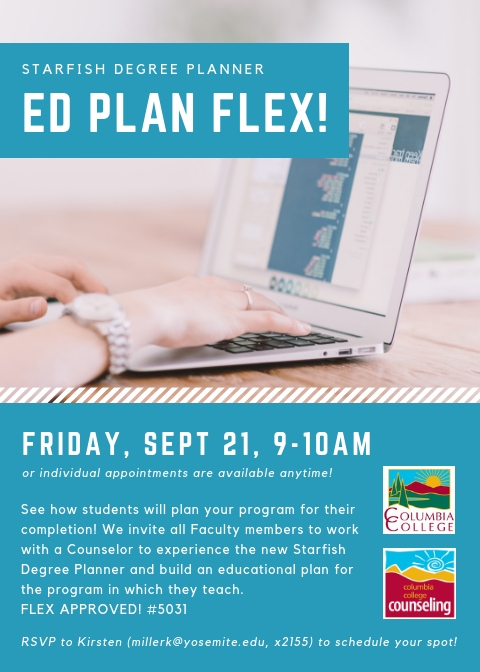 STARFISH DEGREE PLANNER
ED PLAN FLEX!
FRIDAY, SEPT 21, 9-10AM
or individual appointments are available anytime!
See how students will plan your program for their
completion! We invite all Faculty members to work
with a Counselor to experience the new Starfish
Degree Planner and build an educational plan for
the program in which they teach.
FLEX APPROVED! #5031
COLUMBIA
COLLEGE
columbia
college
counseling
RSVP to Kirsten (millerk@yosemite.edu, x2155) to schedule your spot!